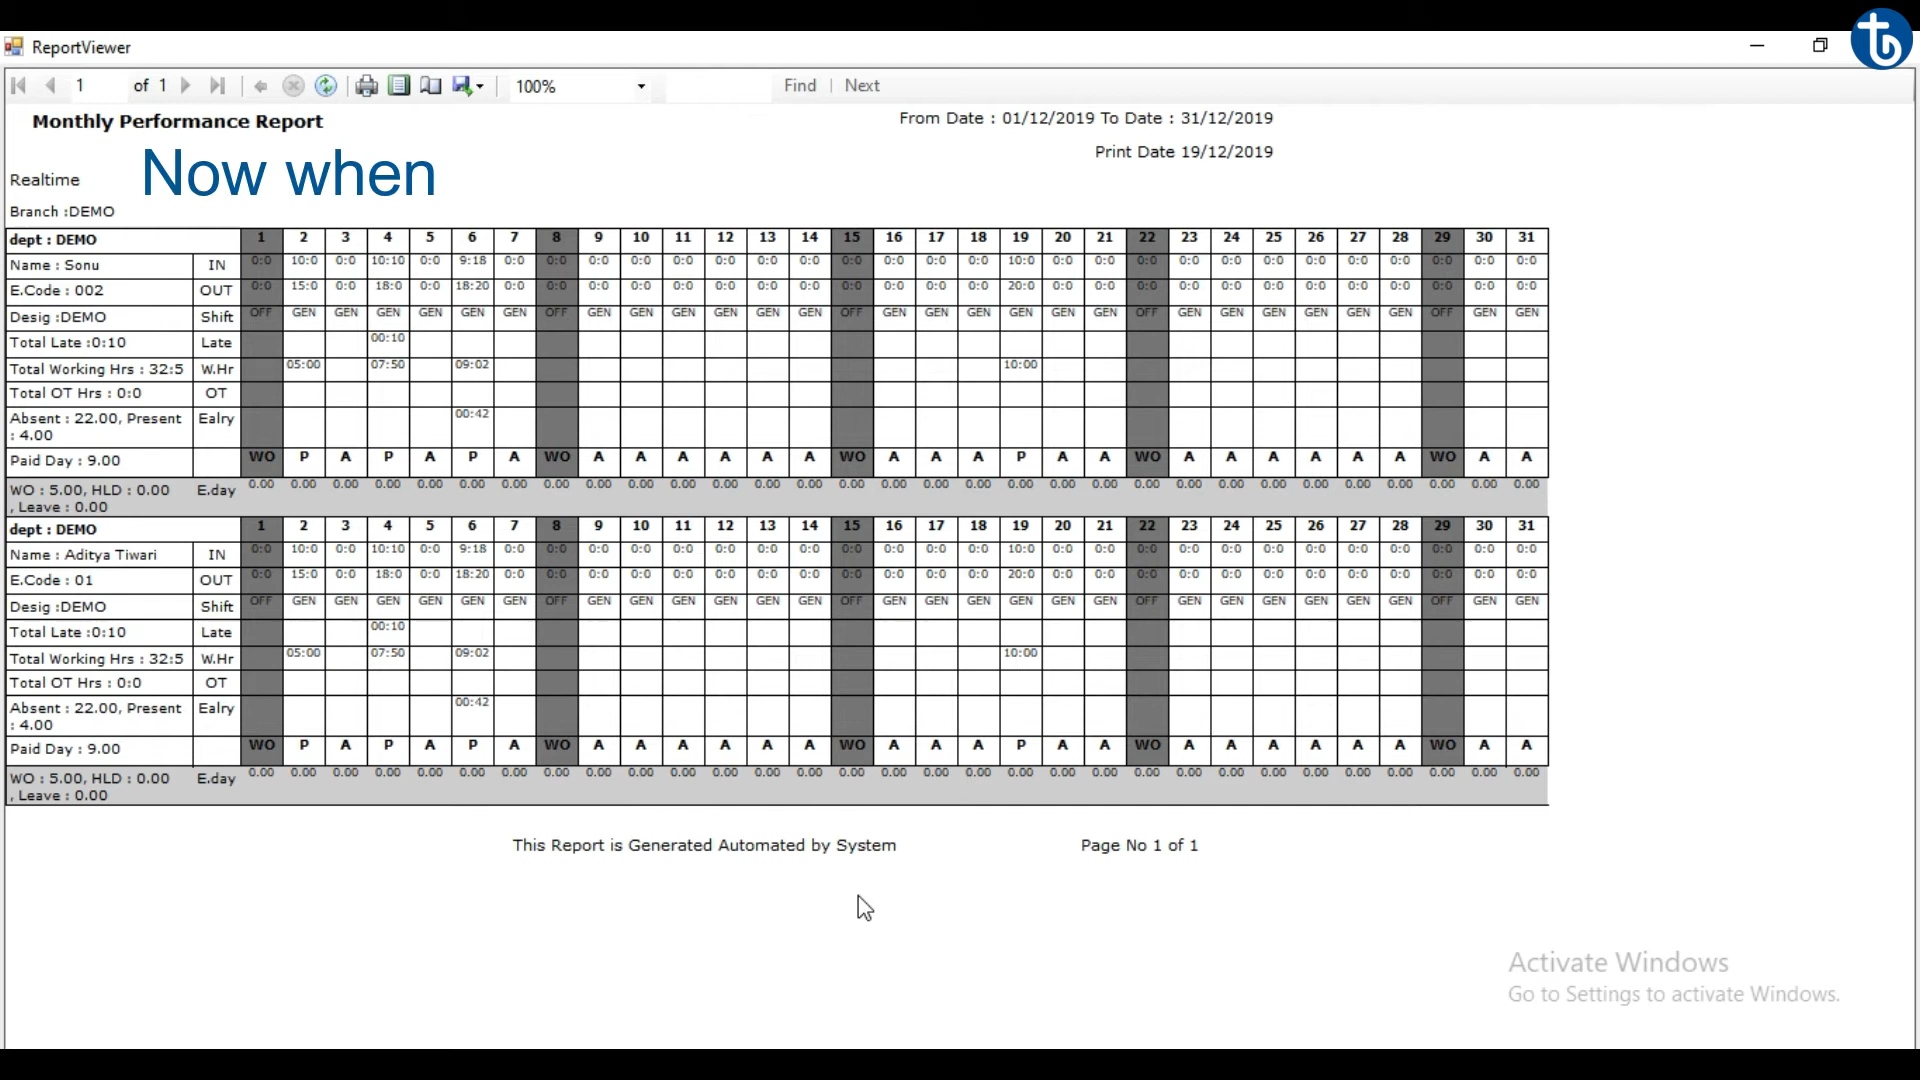 ReportViewer
1 of 1 100% Find | Next
Monthly Performance Report
From Date : 01/12/2019 To Date : 31/12/2019
Print Date 19/12/2019
Now when
Realtime
Branch :DEMO
dept : DEMO 1 2 3 4 5 6 7 8 9 10 11 12 13 14 15 16 17 18 19 20 21 22 23 24 25 26 27 28 29 30 31
Name : Sonu IN 0:0 10:0 0:0 10:10 0:0 9:18 0:0 0:0 0:0 0:0 0:0 0:0 0:0 0:0 0:0 0:0 0:0 0:0 10:0 0:0 0:0 0:0 0:0 0:0 0:0 0:0 0:0 0:0 0:0 0:0 0:0
E.Code : 002 OUT 0:0 15:0 0:0 18:0 0:0 18:20 0:0 0:0 0:0 0:0 0:0 0:0 0:0 0:0 0:0 0:0 0:0 0:0 20:0 0:0 0:0 0:0 0:0 0:0 0:0 0:0 0:0 0:0 0:0 0:0 0:0
Desig :DEMO Shift OFF GEN GEN GEN GEN GEN GEN OFF GEN GEN GEN GEN GEN GEN OFF GEN GEN GEN GEN GEN GEN OFF GEN GEN GEN GEN GEN GEN OFF GEN GEN
Total Late :0:10 Late 00:10
Total Working Hrs : 32:5 W.Hr 05:00 07:50 09:02 10:00
Total OT Hrs : 0:0 OT
Absent : 22.00, Present Ealry 00:42
: 4.00
Paid Day : 9.00 WO P A P A P A WO A A A A A A WO A A A P A A WO A A A A A A WO A A
WO : 5.00, HLD : 0.00 E.day 0.00 0.00 0.00 0.00 0.00 0.00 0.00 0.00 0.00 0.00 0.00 0.00 0.00 0.00 0.00 0.00 0.00 0.00 0.00 0.00 0.00 0.00 0.00 0.00 0.00 0.00 0.00 0.00 0.00 0.00 0.00
, Leave : 0.00
dept : DEMO 1 2 3 4 5 6 7 8 9 10 11 12 13 14 15 16 17 18 19 20 21 22 23 24 25 26 27 28 29 30 31
Name : Aditya Tiwari IN 0:0 10:0 0:0 10:10 0:0 9:18 0:0 0:0 0:0 0:0 0:0 0:0 0:0 0:0 0:0 0:0 0:0 0:0 10:0 0:0 0:0 0:0 0:0 0:0 0:0 0:0 0:0 0:0 0:0 0:0 0:0
E.Code : 01 OUT 0:0 15:0 0:0 18:0 0:0 18:20 0:0 0:0 0:0 0:0 0:0 0:0 0:0 0:0 0:0 0:0 0:0 0:0 20:0 0:0 0:0 0:0 0:0 0:0 0:0 0:0 0:0 0:0 0:0 0:0 0:0
Desig :DEMO Shift OFF GEN GEN GEN GEN GEN GEN OFF GEN GEN GEN GEN GEN GEN OFF GEN GEN GEN GEN GEN GEN OFF GEN GEN GEN GEN GEN GEN OFF GEN GEN
Total Late :0:10 Late 00:10
Total Working Hrs : 32:5 W.Hr 05:00 07:50 09:02 10:00
Total OT Hrs : 0:0 OT
Absent : 22.00, Present Ealry 00:42
: 4.00
Paid Day : 9.00 WO P A P A P A WO A A A A A A WO A A A P A A WO A A A A A A WO A A
WO : 5.00, HLD : 0.00 E.day 0.00 0.00 0.00 0.00 0.00 0.00 0.00 0.00 0.00 0.00 0.00 0.00 0.00 0.00 0.00 0.00 0.00 0.00 0.00 0.00 0.00 0.00 0.00 0.00 0.00 0.00 0.00 0.00 0.00 0.00 0.00
, Leave : 0.00
This Report is Generated Automated by System Page No 1 of 1
Activate Windows
Go to Settings to activate Windows.